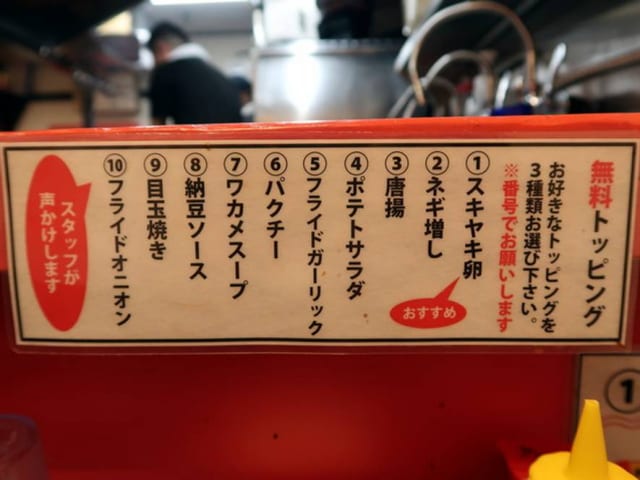 無料トッピング
お好きなトッピングを
3種類お選び下さい。
※番号でお願いします
①スキヤキ卵
おすすめ
②ネギ増し
③唐揚
④ポテトサラダ
⑤フライドガーリック
⑥パクチー
⑦ワカメスープ
⑧納豆ソース
⑨目玉焼き
⑩フライドオニオン
スタッフが
声かけします
①